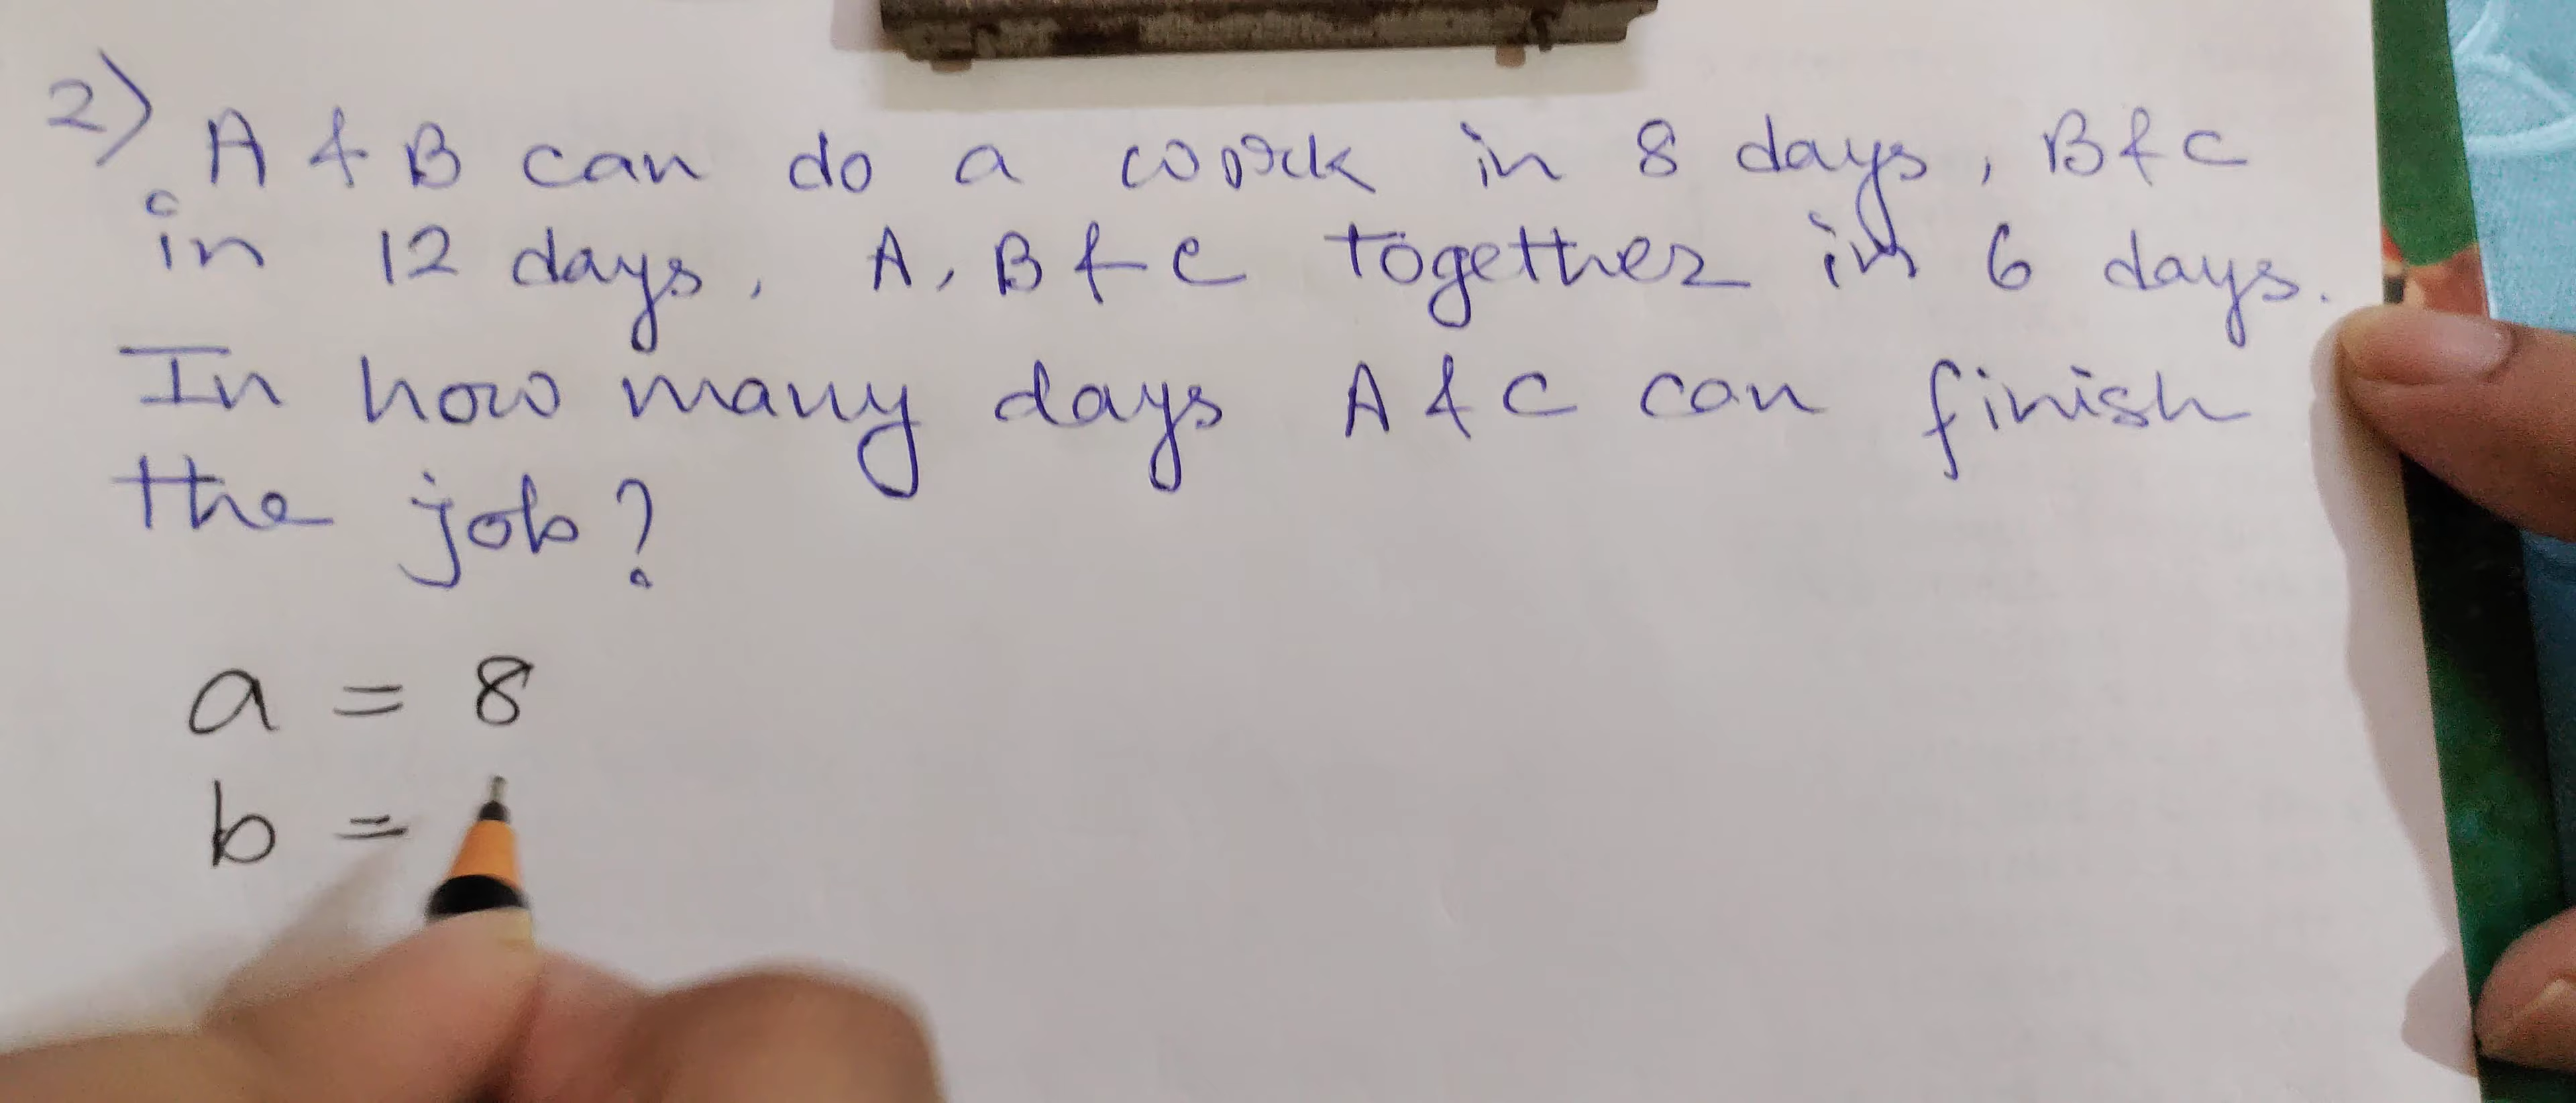 2) A & B can do a work in 8 days, B & C
in 12 days, A, B & C together in 6 days.
In how many days A & C can finish
the job?
a = 8
b =